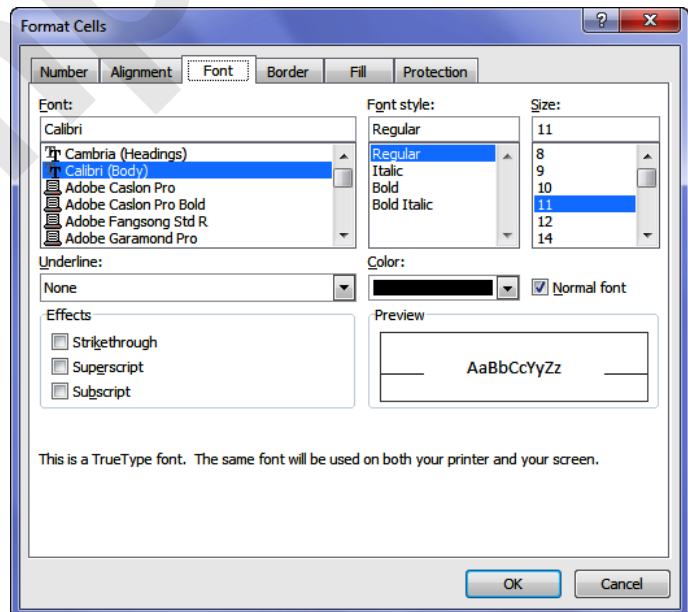 Format Cells
?
X
Number Alignment Font Border Fill Protection
Font: Font style: Size:
Calibri Regular 11
Cambria (Headings) Regular 8
Calibri (Body) Italic 9
Adobe Caslon Pro Bold 10
Adobe Caslon Pro Bold Bold Italic 11
Adobe Fangsong Std R 12
Adobe Garamond Pro 14
Underline: Color:
None Normal font
Effects Preview
Strikethrough
Superscript AaBbCcYyZz
Subscript
This is a TrueType font. The same font will be used on both your printer and your screen.
OK Cancel